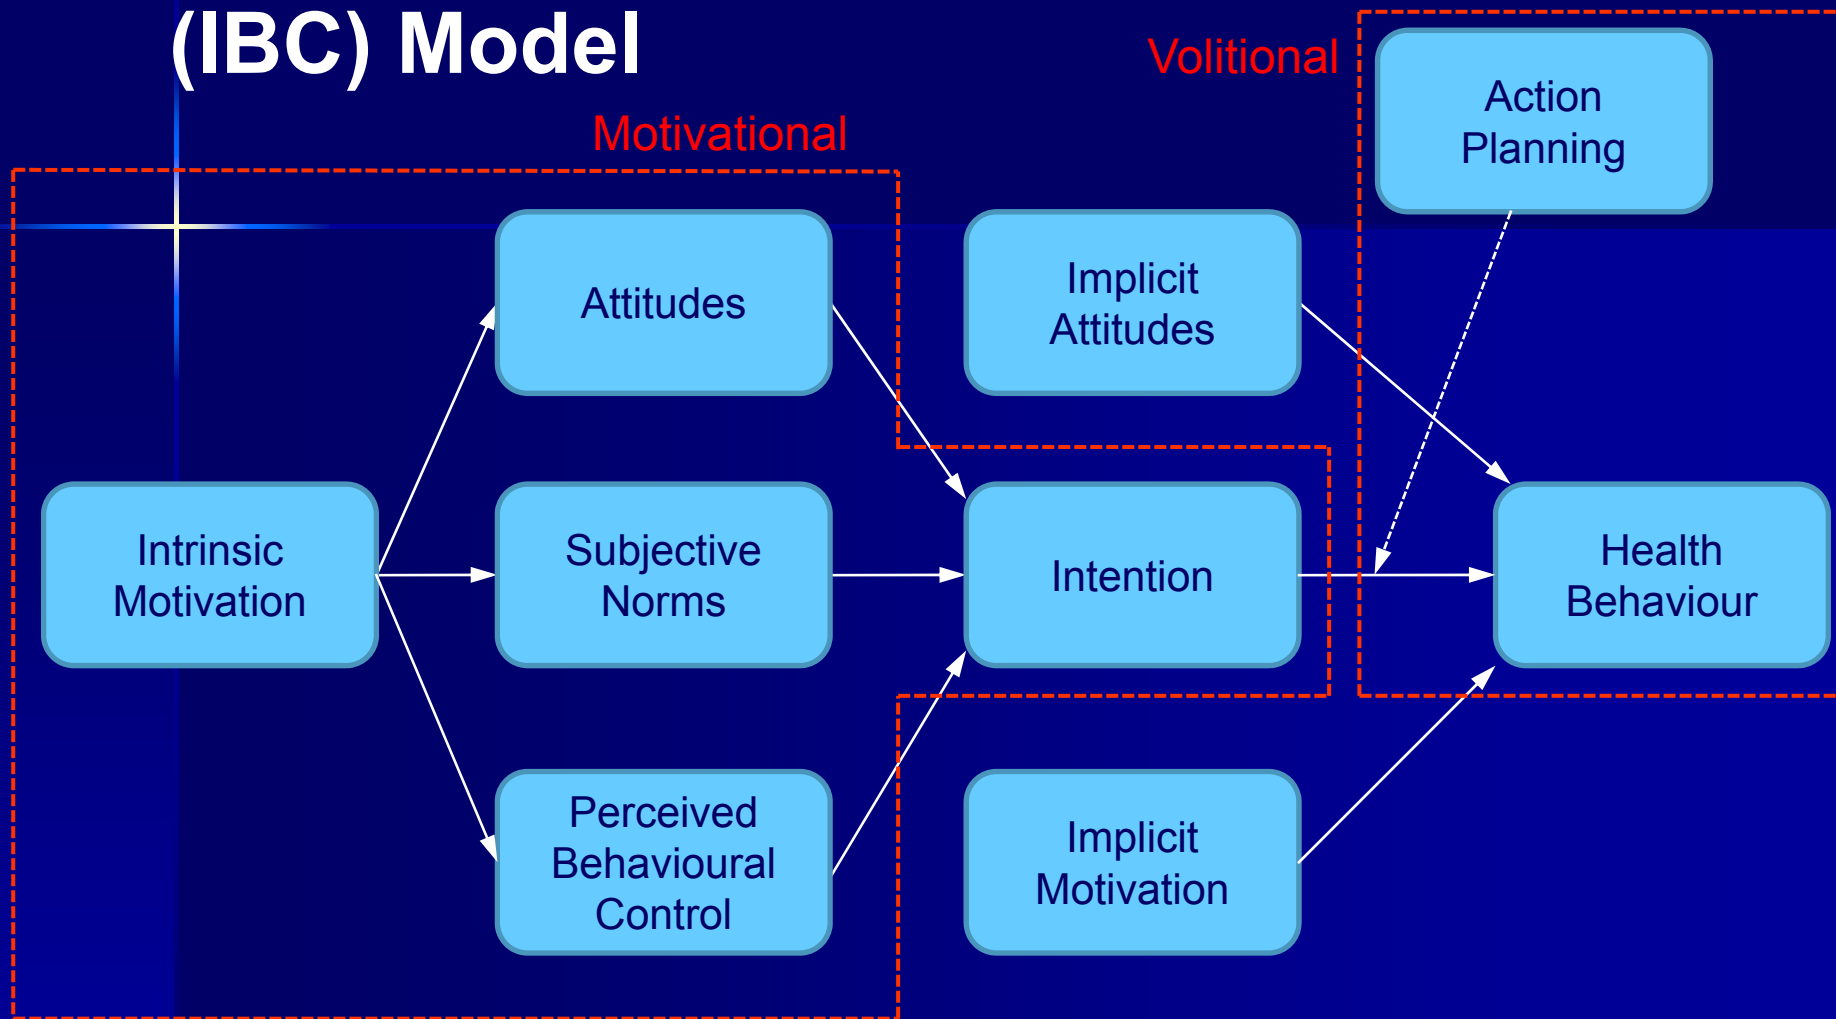 (IBC) Model
Volitional
Motivational
Action
Planning
Attitudes
Implicit
Attitudes
Intrinsic
Motivation
Subjective
Norms
Intention
Health
Behaviour
Perceived
Behavioural
Control
Implicit
Motivation